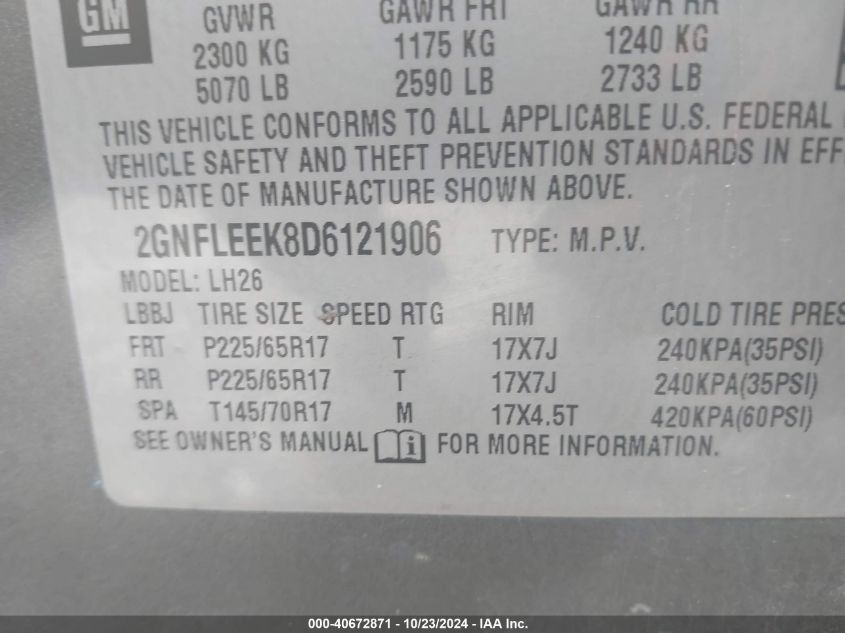 GM
GVWR GAWR FRT GAWR RR
2300 KG 1175 KG 1240 KG
5070 LB 2590 LB 2733 LB
THIS VEHICLE CONFORMS TO ALL APPLICABLE U.S. FEDERAL
VEHICLE SAFETY AND THEFT PREVENTION STANDARDS IN EFF
THE DATE OF MANUFACTURE SHOWN ABOVE.
2GNFLEEK8D6121906 TYPE: M.P.V.
MODEL: LH26
LBBJ TIRE SIZE SPEED RTG RIM COLD TIRE PRES
FRT P225/65R17 T 17X7J 240KPA(35PSI)
RR P225/65R17 T 17X7J 240KPA(35PSI)
SPA T145/70R17 M 17X4.5T 420KPA(60PSI)
SEE OWNER'S MANUAL i FOR MORE INFORMATION.
000-40672871 - 10/23/2024 - IAA Inc.